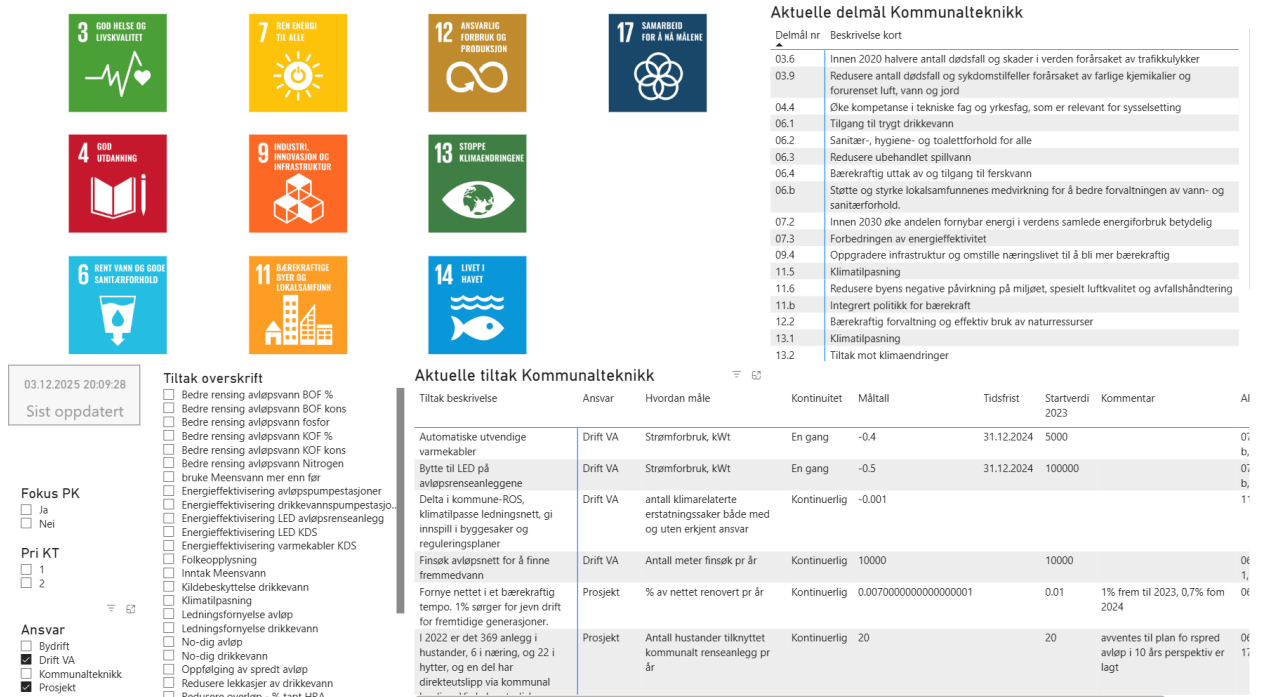 3 GOD HELSE OG
LIVSKVALITET
7 REN ENERGI
TIL ALLE
12 ANSVARLIG
FORBRUK OG
PRODUKSJON
17 SAMARBEID
FOR Å NÅ MÅLENE
4 GOD
UTDANNING
9 INDUSTRI,
INNOVASJON OG
INFRASTRUKTUR
13 STOPPE
KLIMAENDRINGENE
6 RENT VANN OG GODE
SANITÆRFORHOLD
11 BÆREKRAFTIGE
BYER OG
LOKALSAMFUNN
14 LIVET I
HAVET
Aktuelle delmål Kommunalteknikk
Delmål nr Beskrivelse kort
03.6 Innen 2020 halvere antall dødsfall og skader i verden forårsaket av trafikkulykker
03.9 Redusere antall dødsfall og sykdomstilfeller forårsaket av farlige kjemikalier og
forurenset luft, vann og jord
04.4 Øke kompetanse i tekniske fag og yrkesfag, som er relevant for sysselsetting
06.1 Tilgang til trygt drikkevann
06.2 Sanitær-, hygiene- og toalettforhold for alle
06.3 Redusere ubehandlet spillvann
06.4 Bærekraftig uttak av og tilgang til ferskvann
06.b Støtte og styrke lokalsamfunnenes medvirkning for å bedre forvaltningen av vann- og
sanitærforhold.
07.2 Innen 2030 øke andelen fornybar energi i verdens samlede energiforbruk betydelig
07.3 Forbedringen av energieffektivitet
09.4 Oppgradere infrastruktur og omstille næringslivet til å bli mer bærekraftig
11.5 Klimatilpasning
11.6 Redusere byens negative påvirkning på miljøet, spesielt luftkvalitet og avfallshåndtering
11.b Integrert politikk for bærekraft
12.2 Bærekraftig forvaltning og effektiv bruk av naturressurser
13.1 Klimatilpasning
13.2 Tiltak mot klimaendringer
03.12.2025 20:09:28
Sist oppdatert
Fokus PK
Ja
Nei
Pri KT
1
2
Ansvar
Bydrift
Drift VA
Kommunalteknikk
Prosjekt
Tiltak overskrift
Bedre rensing avløpsvann BOF %
Bedre rensing avløpsvann BOF kons
Bedre rensing avløpsvann fosfor
Bedre rensing avløpsvann KOF %
Bedre rensing avløpsvann KOF kons
Bedre rensing avløpsvann Nitrogen
bruke Meensvann mer enn før
Energieffektivisering avløpspumpestasjoner
Energieffektivisering drikkevannspumpestasjo...
Energieffektivisering LED avløpsrenseanlegg
Energieffektivisering LED KDS
Energieffektivisering varmekabler KDS
Folkeopplysning
Inntak Meensvann
Kildebeskyttelse drikkevann
Klimatilpasning
Ledningsfornyelse avløp
Ledningsfornyelse drikkevann
No-dig avløp
No-dig drikkevann
Oppfølging av spredt avløp
Redusere lekkasjer av drikkevann
Redusere overløp - % tapt HRA
Aktuelle tiltak Kommunalteknikk
Tiltak beskrivelse Ansvar Hvordan måle Kontinuitet Måltall Tidsfrist Startverdi Kommentar
2023
Automatiske utvendige Drift VA Strømforbruk, kWt En gang -0.4 31.12.2024 5000 07
varmekabler b,
Bytte til LED på Drift VA Strømforbruk, kWt En gang -0.5 31.12.2024 100000 07
avløpsrenseanleggene b,
Delta i kommune-ROS, Drift VA antall klimarelaterte Kontinuerlig -0.001 11
klimatilpasse ledningsnett, gi erstatningssaker både med
innspill i byggesaker og og uten erkjent ansvar
reguleringsplaner
Finsøk avløpsnett for å finne Drift VA Antall meter finsøk pr år Kontinuerlig 10000 10000 06
fremmedvann 1,
Fornye nettet i et bærekraftig Prosjekt % av nettet renovert pr år Kontinuerlig 0.0070000000000000001 0.01 1% frem til 2023, 0,7% fom 06
tempo. 1% sørger for jevn drift 2024
for fremtidige generasjoner.
I 2022 er det 369 anlegg i Prosjekt Antall hustander tilknyttet Kontinuerlig 20 20 avventes til plan fo rspred 06
hustander, 6 i næring, og 22 i kommunalt renseanlegg pr avløp i 10 års perspektiv er 17
hytter, og en del har år lagt
direkteutslipp via kommunal